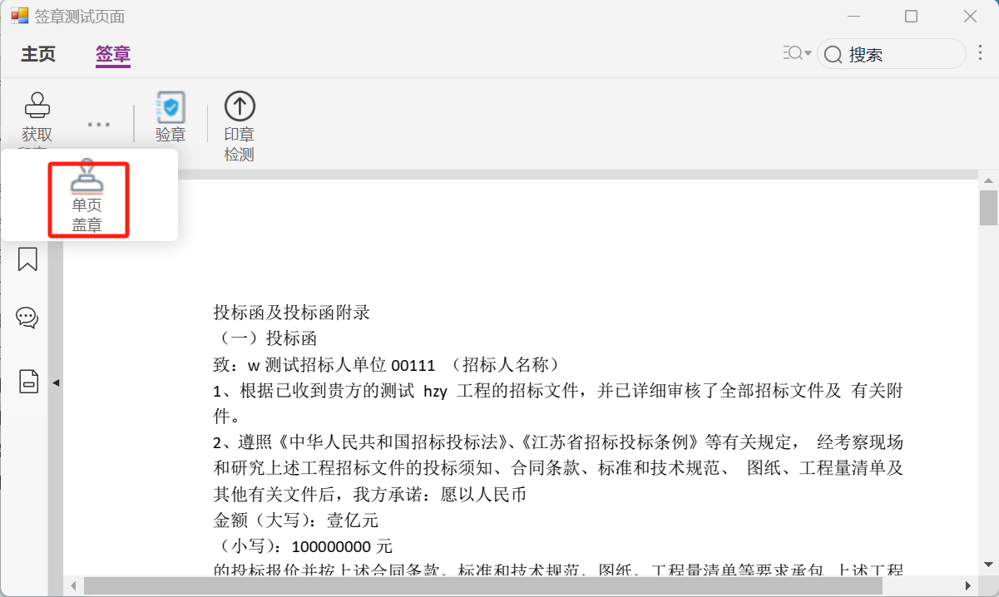 签章测试页面
主页 签章 搜索
获取
验章 印章
检测
单页
盖章
投标函及投标函附录
（一）投标函
致：w 测试招标人单位 00111 （招标人名称）
1、根据已收到贵方的测试 hzy 工程的招标文件，并已详细审核了全部招标文件及 有关附
件。
2、遵照《中华人民共和国招标投标法》、《江苏省招标投标条例》等有关规定， 经考察现场
和研究上述工程招标文件的投标须知、合同条款、标准和技术规范、 图纸、工程量清单及
其他有关文件后，我方承诺：愿以人民币
金额（大写）：壹亿元
（小写）：100000000 元
的投标报价并按上述合同条款、标准和技术规范、图纸、工程量清单等要求承包 上述工程